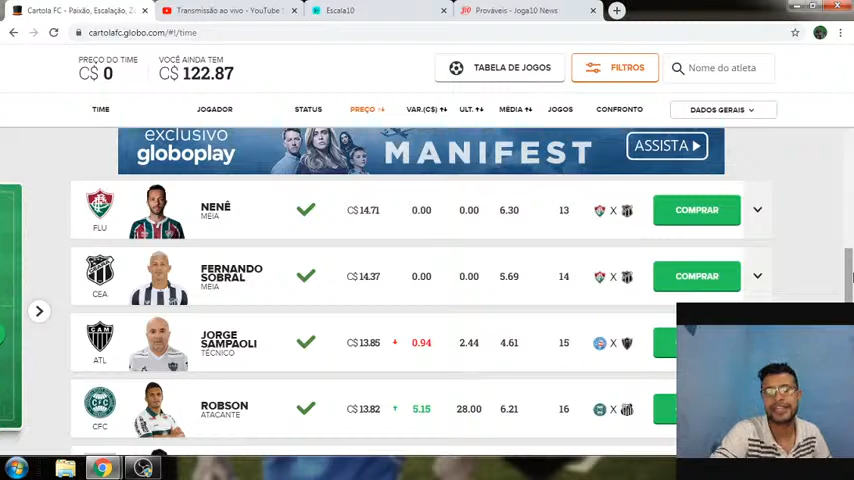 Cartola FC - Paixão, Escalação, Z
Transmissão ao vivo - YouTube S
Escala10
Prováveis - Joga10 News
cartolafc.globo.com/#!/time
PREÇO DO TIME
C$ 0
VOCÊ AINDA TEM
C$ 122.87
TABELA DE JOGOS
FILTROS
Nome do atleta
TIME JOGADOR STATUS PREÇO VAR.(C$) ULT. MÉDIA JOGOS CONFRONTO DADOS GERAIS
exclusivo
globoplay
MANIFEST
ASSISTA
FLU
NENÊ
MEIA
C$ 14.71 0.00 0.00 6.30 13 X COMPRAR
CEA
FERNANDO
SOBRAL
MEIA
C$ 14.37 0.00 0.00 5.69 14 X COMPRAR
CAM
ATL
JORGE
SAMPAOLI
TÉCNICO
C$ 13.85 0.94 2.44 4.61 15 X
CFC
ROBSON
ATACANTE
C$ 13.82 5.15 28.00 6.21 16 X